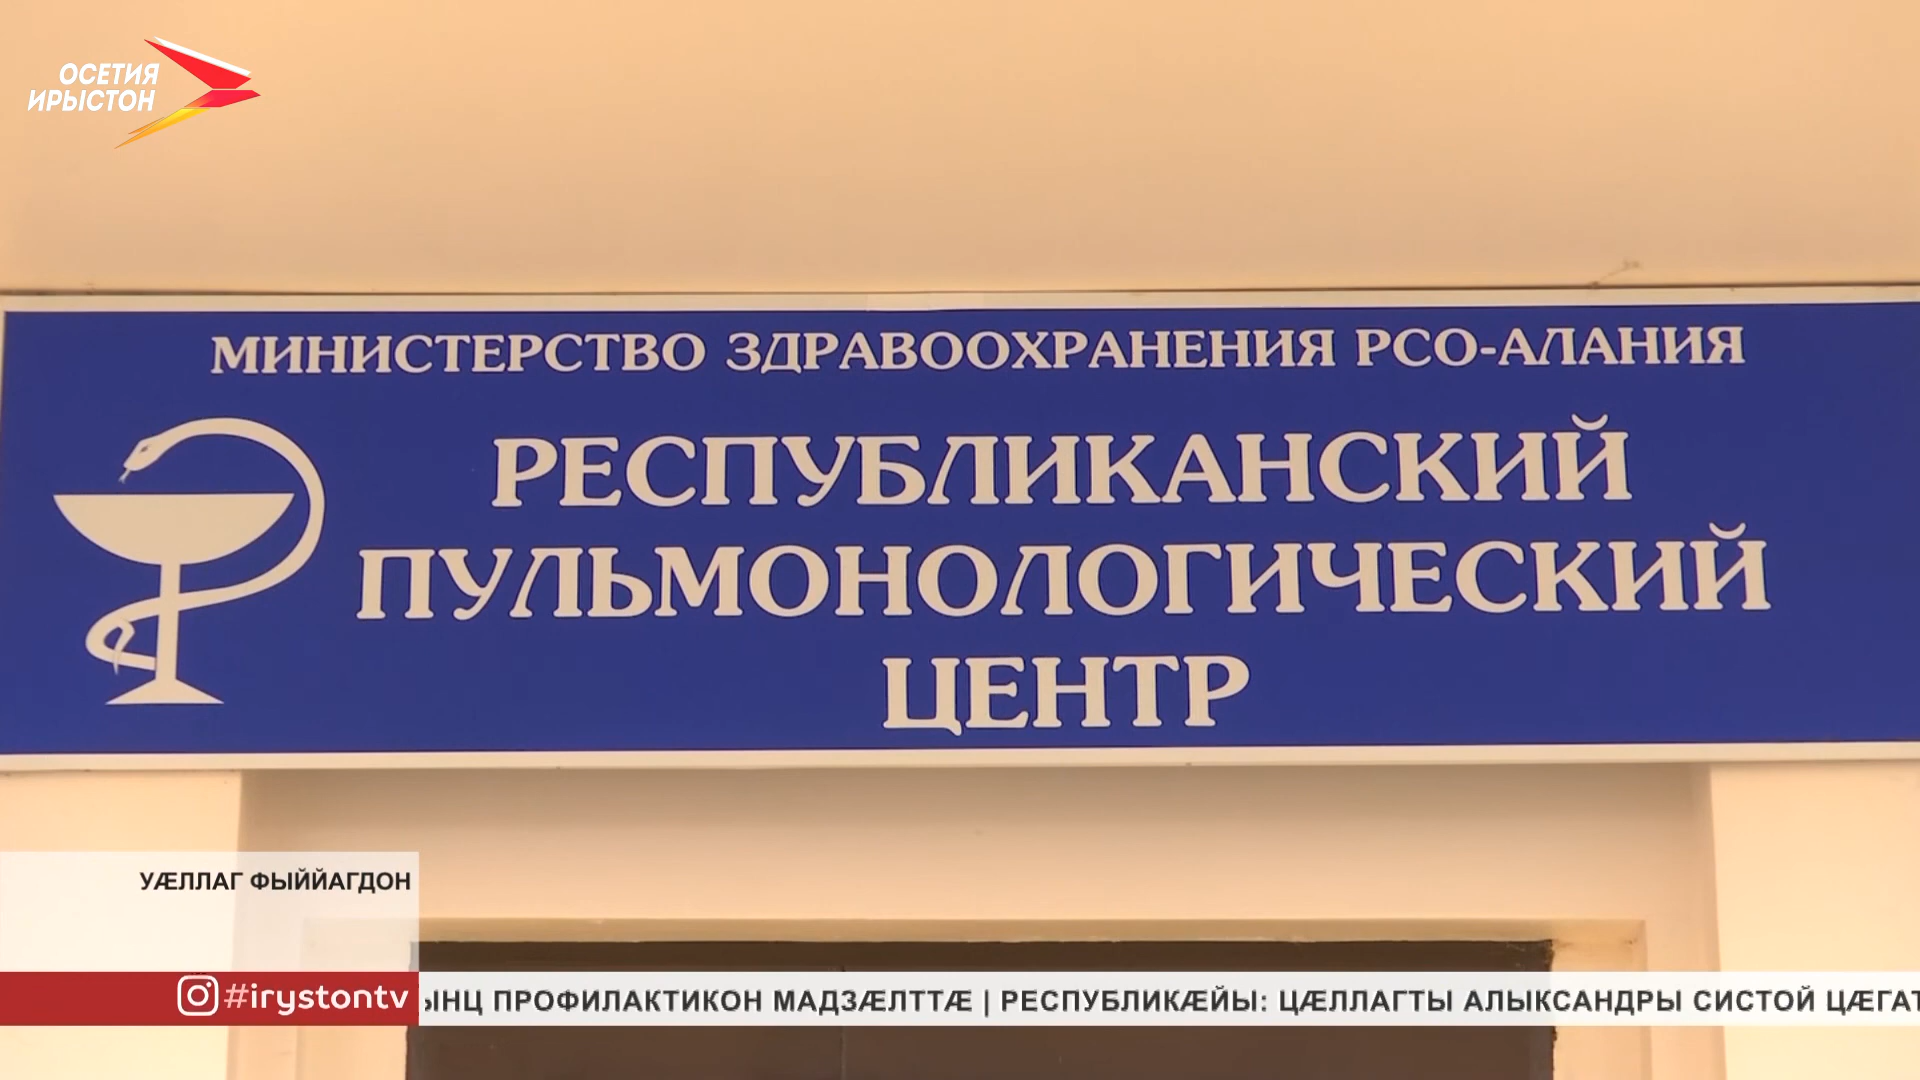 ОСЕТИЯ
ИРЫСТОН
МИНИСТЕРСТВО ЗДРАВООХРАНЕНИЯ РСО-АЛАНИЯ
РЕСПУБЛИКАНСКИЙ
ПУЛЬМОНОЛОГИЧЕСКИЙ
ЦЕНТР
УÆЛЛАГ ФЫЙЙАГДОН
#irystontv
ПРОФИЛАКТИКОН МАДЗÆЛТТÆ | РЕСПУБЛИКÆЙЫ: ЦÆЛЛАГТЫ АЛЫКСАНДРЫ СИСТОЙ